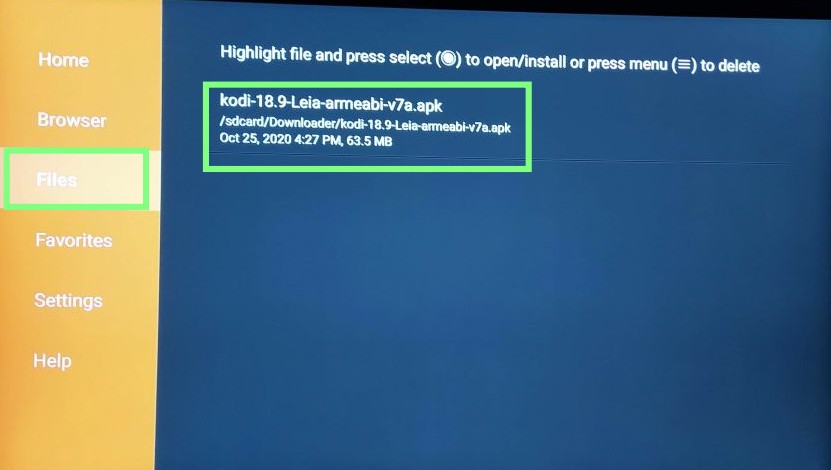 Home
Browser
Files
Favorites
Settings
Help
Highlight file and press select (◉) to open/install or press menu (≡) to delete
kodi-18.9-Leia-armeabi-v7a.apk
/sdcard/Downloader/kodi-18.9-Leia-armeabi-v7a.apk
Oct 25, 2020 4:27 PM, 63.5 MB